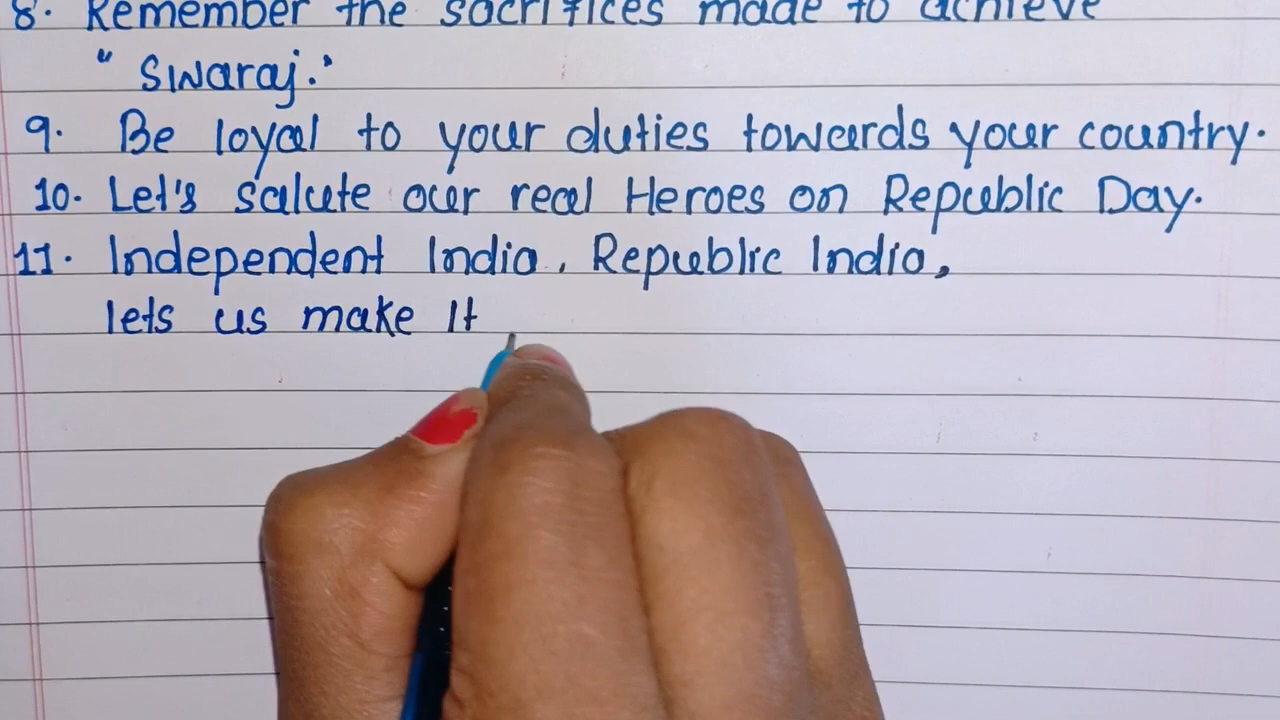 8. Remember the sacrifices made to achieve
" Swaraj."
9. Be loyal to your duties towards your country.
10. Let's salute our real Heroes on Republic Day.
11. Independent India, Republic India,
lets us make It